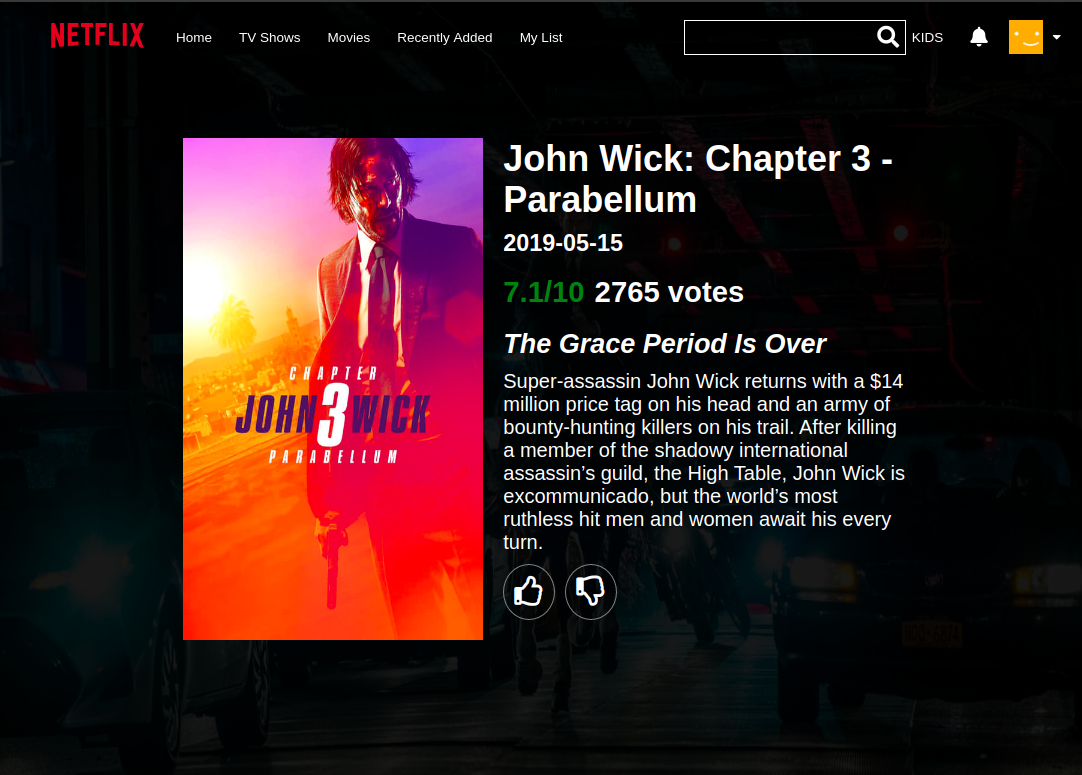 NETFLIX Home TV Shows Movies Recently Added My List KIDS
John Wick: Chapter 3 -
Parabellum
2019-05-15
7.1/10 2765 votes
The Grace Period Is Over
Super-assassin John Wick returns with a $14
million price tag on his head and an army of
bounty-hunting killers on his trail. After killing
a member of the shadowy international
assassin’s guild, the High Table, John Wick is
excommunicado, but the world’s most
ruthless hit men and women await his every
turn.
CHAPTER
JOHN 3 WICK
PARABELLUM